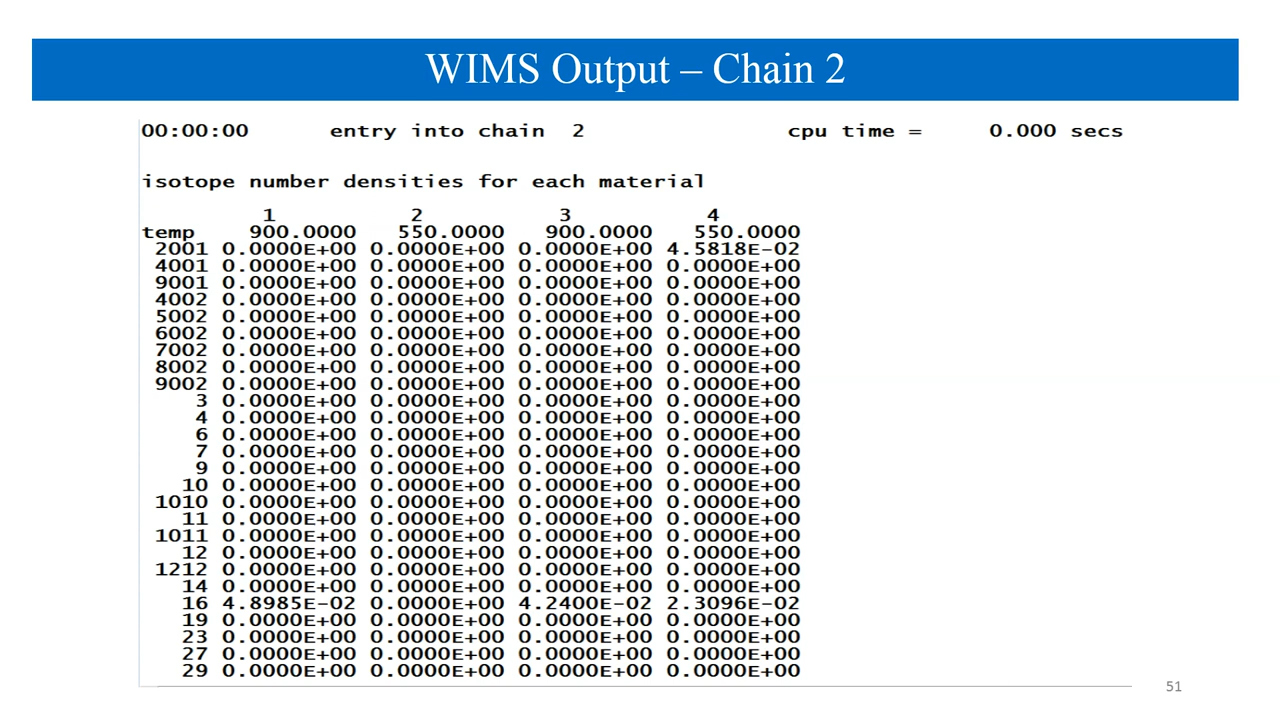 WIMS Output – Chain 2
00:00:00 entry into chain 2 cpu time = 0.000 secs
isotope number densities for each material
1 2 3 4
temp 900.0000 550.0000 900.0000 550.0000
2001 0.0000E+00 0.0000E+00 0.0000E+00 4.5818E-02
4001 0.0000E+00 0.0000E+00 0.0000E+00 0.0000E+00
9001 0.0000E+00 0.0000E+00 0.0000E+00 0.0000E+00
4002 0.0000E+00 0.0000E+00 0.0000E+00 0.0000E+00
5002 0.0000E+00 0.0000E+00 0.0000E+00 0.0000E+00
6002 0.0000E+00 0.0000E+00 0.0000E+00 0.0000E+00
7002 0.0000E+00 0.0000E+00 0.0000E+00 0.0000E+00
8002 0.0000E+00 0.0000E+00 0.0000E+00 0.0000E+00
9002 0.0000E+00 0.0000E+00 0.0000E+00 0.0000E+00
3 0.0000E+00 0.0000E+00 0.0000E+00 0.0000E+00
4 0.0000E+00 0.0000E+00 0.0000E+00 0.0000E+00
6 0.0000E+00 0.0000E+00 0.0000E+00 0.0000E+00
7 0.0000E+00 0.0000E+00 0.0000E+00 0.0000E+00
9 0.0000E+00 0.0000E+00 0.0000E+00 0.0000E+00
10 0.0000E+00 0.0000E+00 0.0000E+00 0.0000E+00
1010 0.0000E+00 0.0000E+00 0.0000E+00 0.0000E+00
11 0.0000E+00 0.0000E+00 0.0000E+00 0.0000E+00
1011 0.0000E+00 0.0000E+00 0.0000E+00 0.0000E+00
12 0.0000E+00 0.0000E+00 0.0000E+00 0.0000E+00
1212 0.0000E+00 0.0000E+00 0.0000E+00 0.0000E+00
14 0.0000E+00 0.0000E+00 0.0000E+00 0.0000E+00
16 4.8985E-02 0.0000E+00 4.2400E-02 2.3096E-02
19 0.0000E+00 0.0000E+00 0.0000E+00 0.0000E+00
23 0.0000E+00 0.0000E+00 0.0000E+00 0.0000E+00
27 0.0000E+00 0.0000E+00 0.0000E+00 0.0000E+00
29 0.0000E+00 0.0000E+00 0.0000E+00 0.0000E+00
51